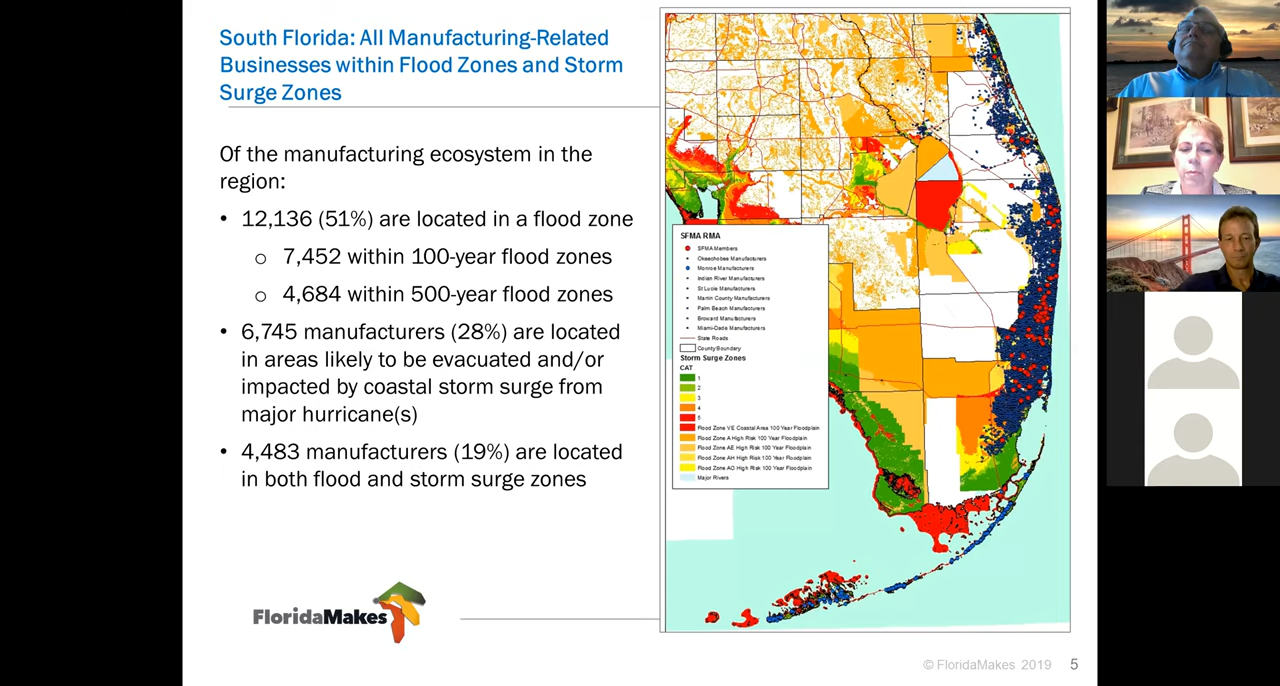 South Florida: All Manufacturing-Related
Businesses within Flood Zones and Storm
Surge Zones
Of the manufacturing ecosystem in the
region:
• 12,136 (51%) are located in a flood zone
o 7,452 within 100-year flood zones
o 4,684 within 500-year flood zones
• 6,745 manufacturers (28%) are located
in areas likely to be evacuated and/or
impacted by coastal storm surge from
major hurricane(s)
• 4,483 manufacturers (19%) are located
in both flood and storm surge zones
FloridaMakes
SFMA RMA
SFMA Members
Okeechobee Manufacturers
Monroe Manufacturers
Indian River Manufacturers
St Lucie Manufacturers
Martin County Manufacturers
Palm Beach Manufacturers
Broward Manufacturers
Miami-Dade Manufacturers
State Roads
County Boundary
Storm Surge Zones
CAT
1
2
3
4
5
Flood Zone VE Coastal Area 100 Year Floodplain
Flood Zone A High Risk 100 Year Floodplain
Flood Zone AE High Risk 100 Year Floodplain
Flood Zone AH High Risk 100 Year Floodplain
Flood Zone AO High Risk 100 Year Floodplain
Major Rivers
© FloridaMakes 2019 5